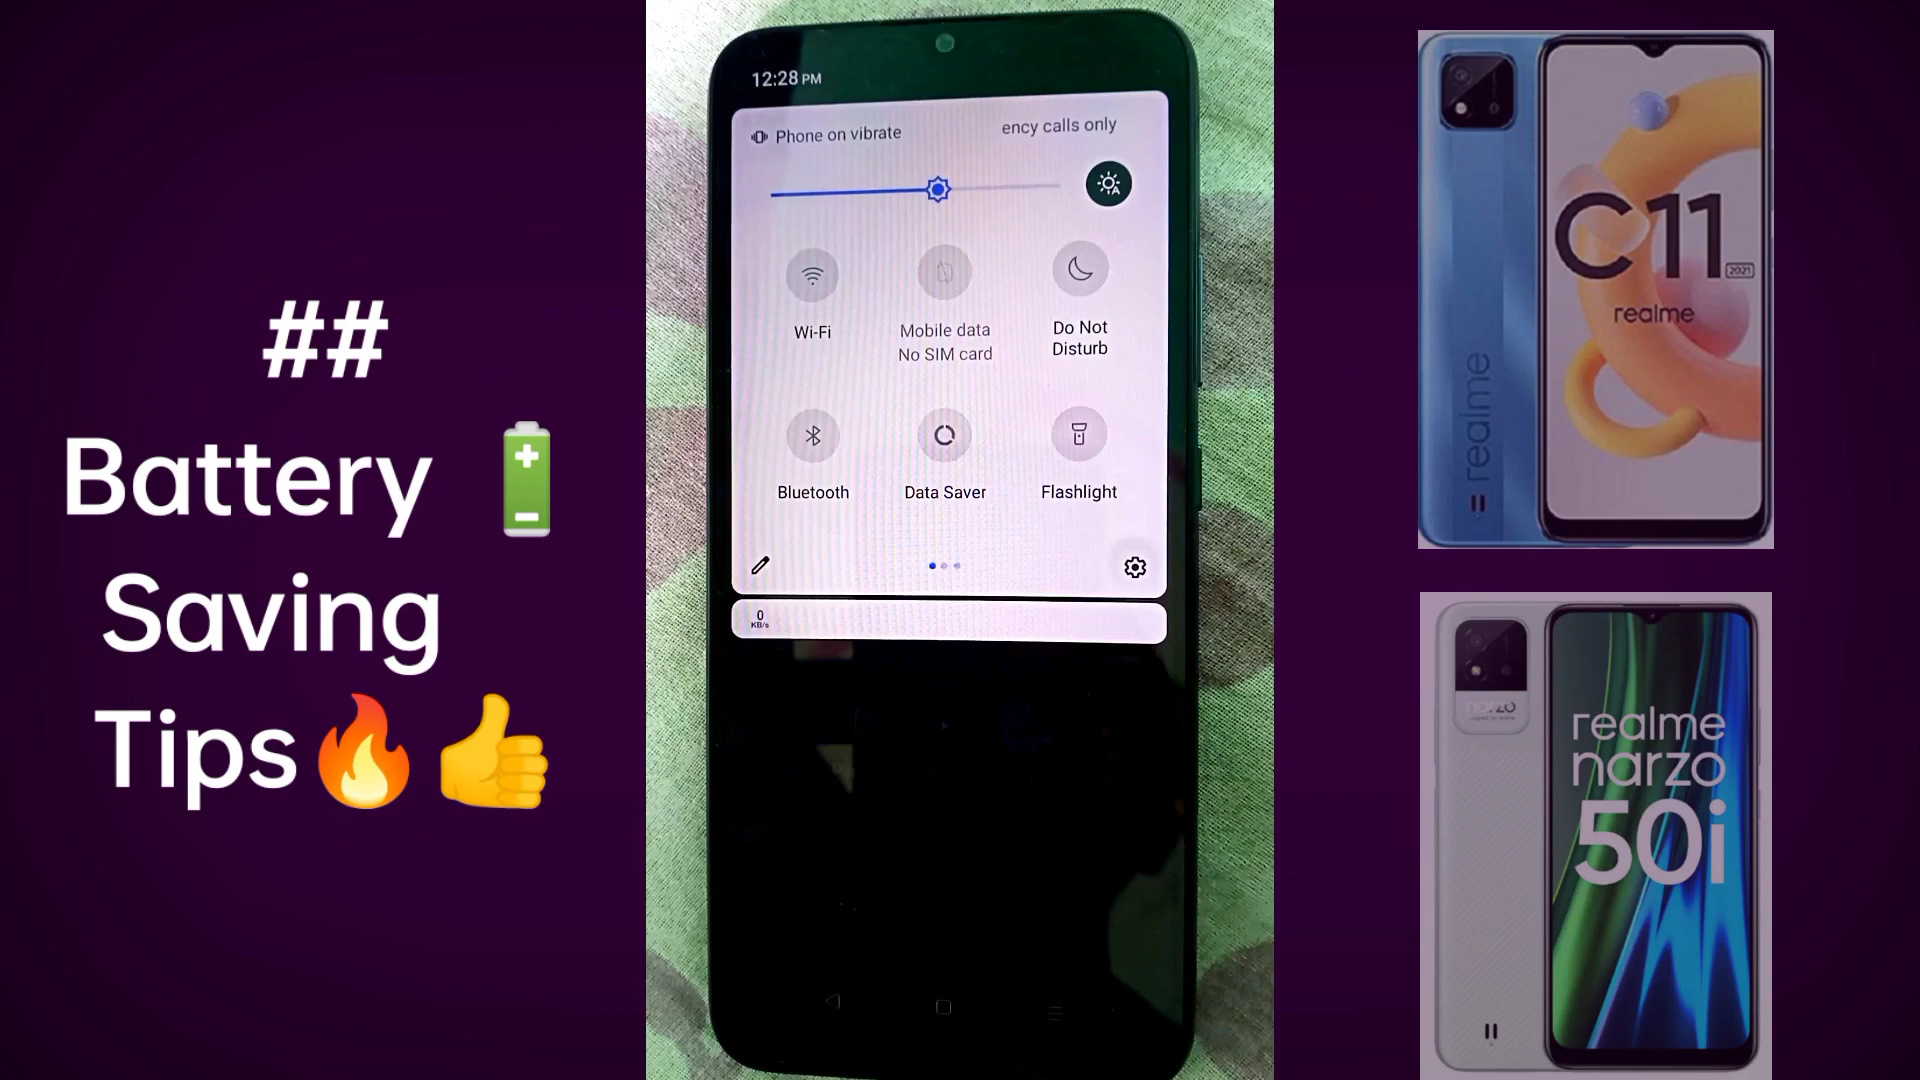 ##
Battery 🔋
Saving
Tips🔥👍
12:28 PM
Phone on vibrate
ency calls only
Wi-Fi
Mobile data
No SIM card
Do Not
Disturb
Bluetooth
Data Saver
Flashlight
0
KB/s
C11
2021
realme
realme
narzo
realme
narzo
50i